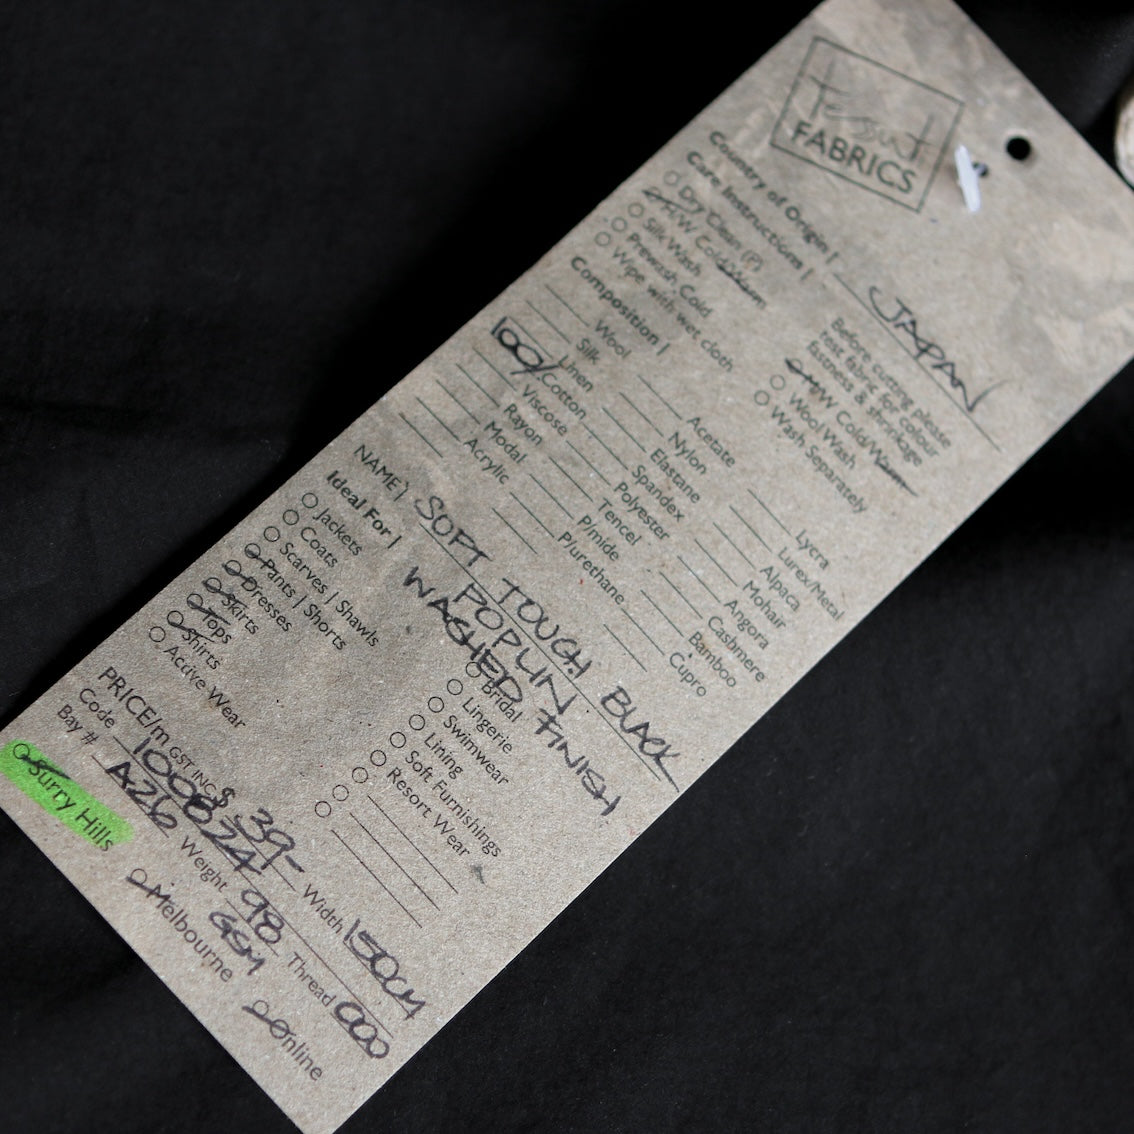 Tessuti
FABRICS
Country of Origin | JAPAN
Care Instructions |
Dry Clean (P)
H/W Cold/Warm
Silk Wash
Prewash, Cold
Wipe with wet cloth
Before cutting please
test fabric for colour
fastness & shrinkage
M/W Cold/Warm
Wool Wash
Wash Separately
Composition |
Wool
Silk
Linen
100/ Cotton
Viscose
Rayon
Modal
Acrylic
Acetate
Nylon
Elastane
Spandex
Polyester
Tencel
P/mide
P/urethane
Lycra
Lurex/Metal
Alpaca
Mohair
Angora
Cashmere
Bamboo
Cupro
NAME | SOFT TOUCH BLACK
POPLIN
WASHED FINISH
Ideal For |
Jackets
Coats
Scarves | Shawls
Pants | Shorts
Dresses
Skirts
Tops
Shirts
Active Wear
Bridal
Lingerie
Swimwear
Lining
Soft Furnishings
Resort Wear
PRICE/m GST INC $ 39- Width 150CM
Code 1008224 Weight 98 GSM Thread 000
Bay # A26
Surry Hills
Melbourne
Online